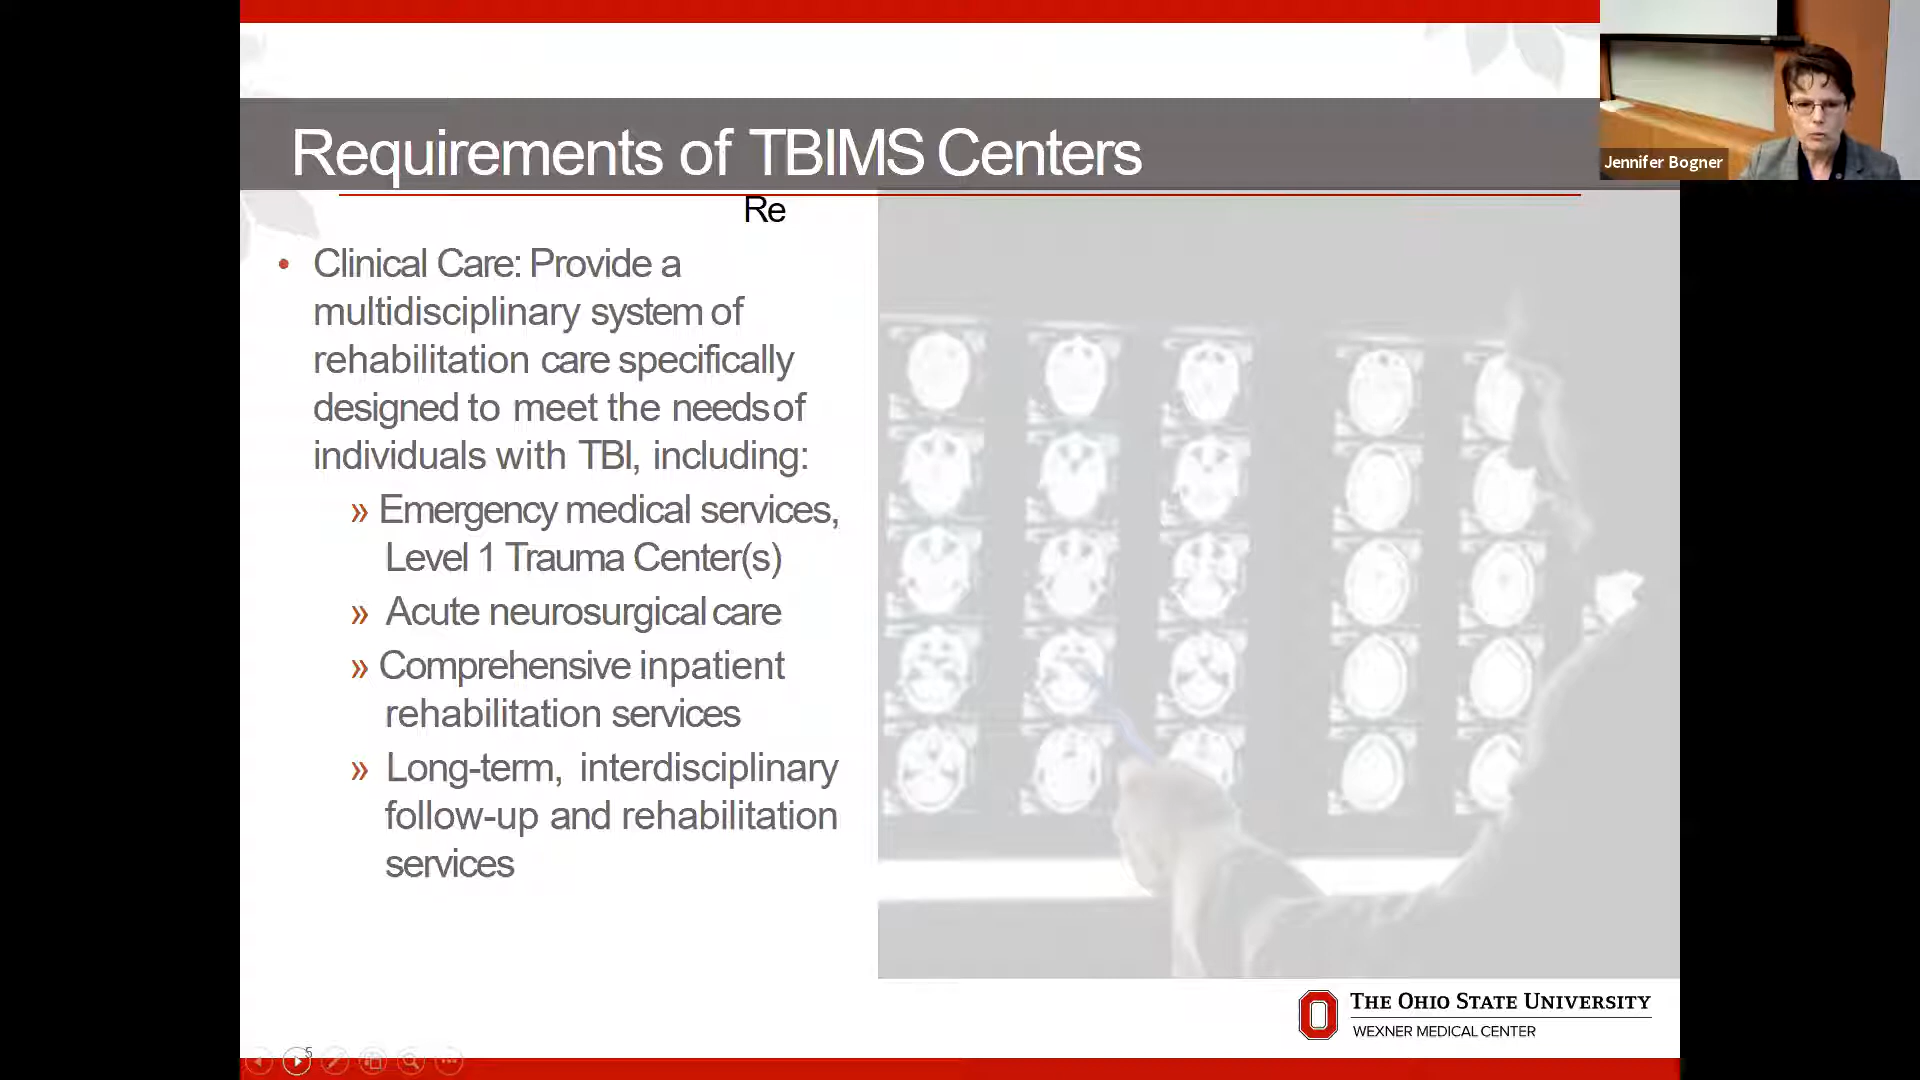 Requirements of TBIMS Centers
Jennifer Bogner
Re
• Clinical Care: Provide a
multidisciplinary system of
rehabilitation care specifically
designed to meet the needs of
individuals with TBI, including:
» Emergency medical services,
Level 1 Trauma Center(s)
» Acute neurosurgical care
» Comprehensive inpatient
rehabilitation services
» Long-term, interdisciplinary
follow-up and rehabilitation
services
THE OHIO STATE UNIVERSITY
WEXNER MEDICAL CENTER
5